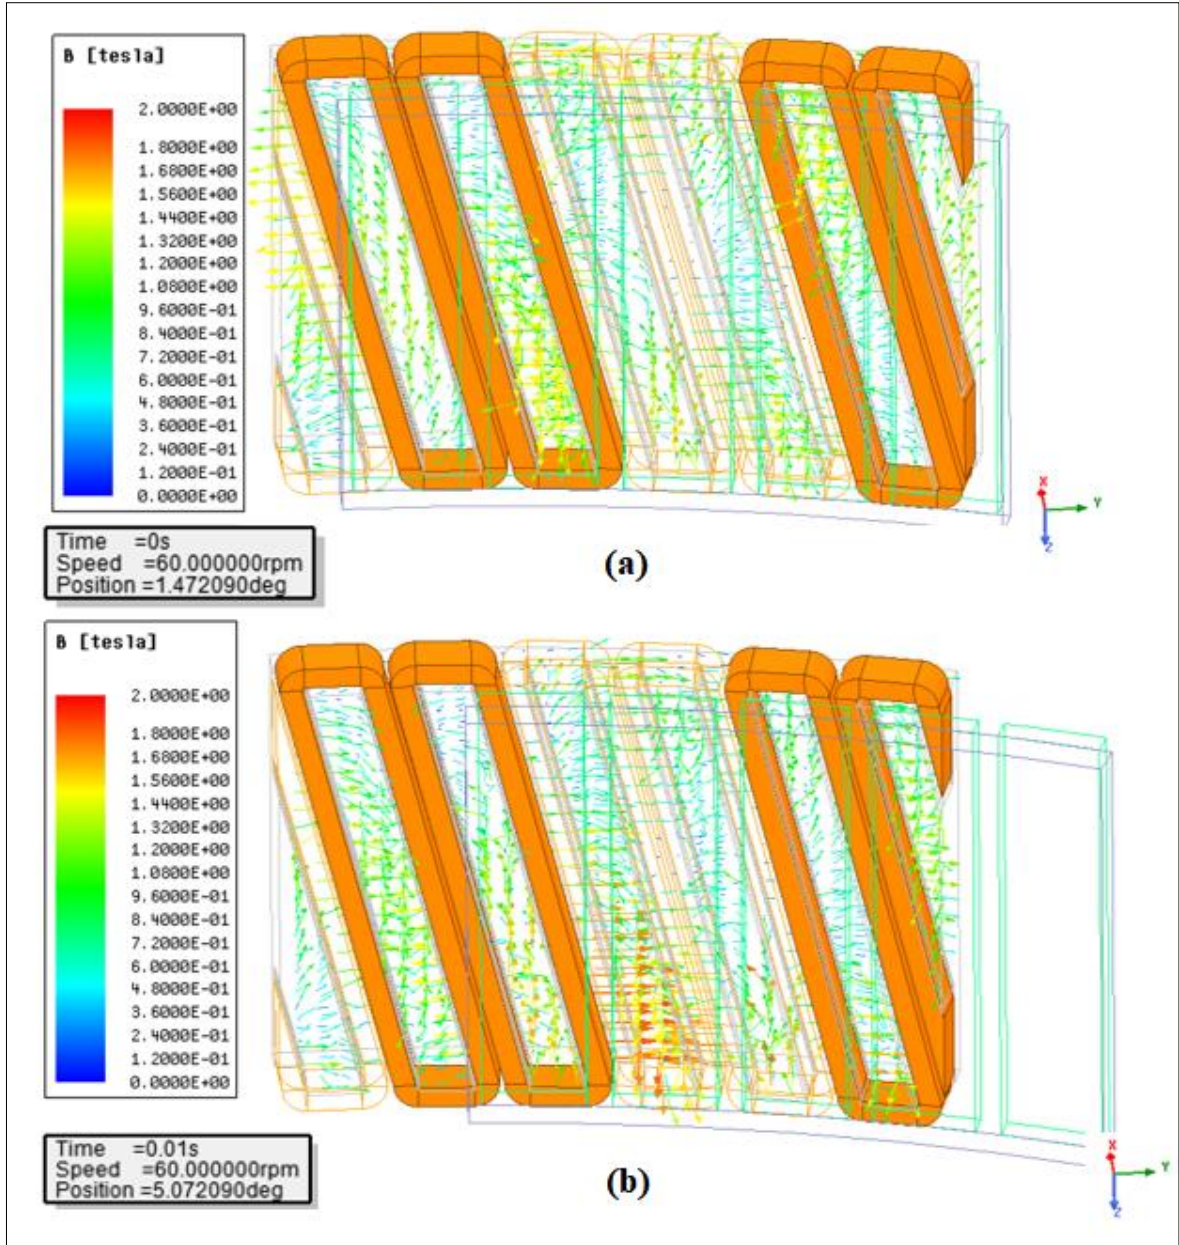 B [tesla]
2.0000E+00
1.8000E+00
1.6800E+00
1.5600E+00
1.4400E+00
1.3200E+00
1.2000E+00
1.0800E+00
9.6000E-01
8.4000E-01
7.2000E-01
6.0000E-01
4.8000E-01
3.6000E-01
2.4000E-01
1.2000E-01
0.0000E+00
X
Y
Z
Time =0s
Speed =60.000000rpm
Position =1.472090deg
(a)
B [tesla]
2.0000E+00
1.8000E+00
1.6800E+00
1.5600E+00
1.4400E+00
1.3200E+00
1.2000E+00
1.0800E+00
9.6000E-01
8.4000E-01
7.2000E-01
6.0000E-01
4.8000E-01
3.6000E-01
2.4000E-01
1.2000E-01
0.0000E+00
X
Y
Z
Time =0.01s
Speed =60.000000rpm
Position =5.072090deg
(b)